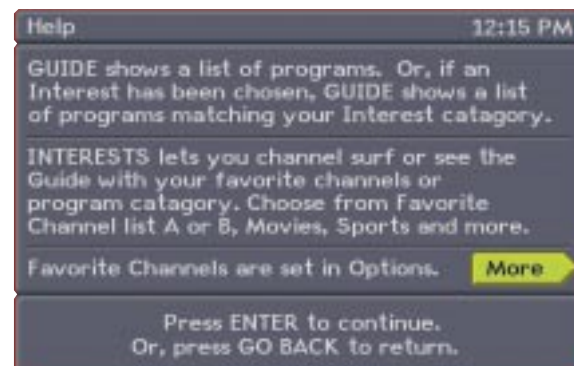 Help 12:15 PM
GUIDE shows a list of programs. Or, if an
Interest has been chosen, GUIDE shows a list
of programs matching your Interest catagory.
INTERESTS lets you channel surf or see the
Guide with your favorite channels or
program catagory. Choose from Favorite
Channel list A or B, Movies, Sports and more.
Favorite Channels are set in Options. More
Press ENTER to continue.
Or, press GO BACK to return.